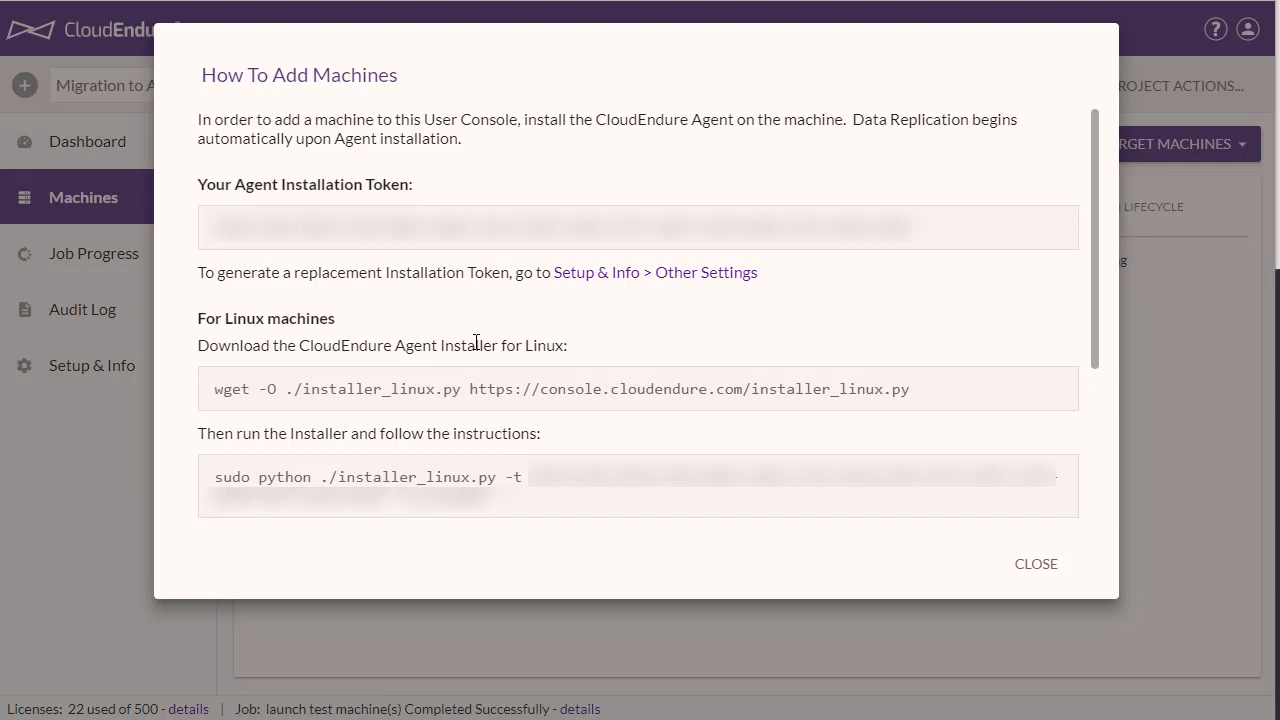 CloudEndu
Migration to A
ROJECT ACTIONS...
Dashboard
Machines
Job Progress
Audit Log
Setup & Info
RGET MACHINES
LIFECYCLE
g
How To Add Machines
In order to add a machine to this User Console, install the CloudEndure Agent on the machine. Data Replication begins
automatically upon Agent installation.
Your Agent Installation Token:
To generate a replacement Installation Token, go to Setup & Info > Other Settings
For Linux machines
Download the CloudEndure Agent Installer for Linux:
wget -O ./installer_linux.py https://console.cloudendure.com/installer_linux.py
Then run the Installer and follow the instructions:
sudo python ./installer_linux.py -t
CLOSE
Licenses: 22 used of 500 - details | Job: launch test machine(s) Completed Successfully - details